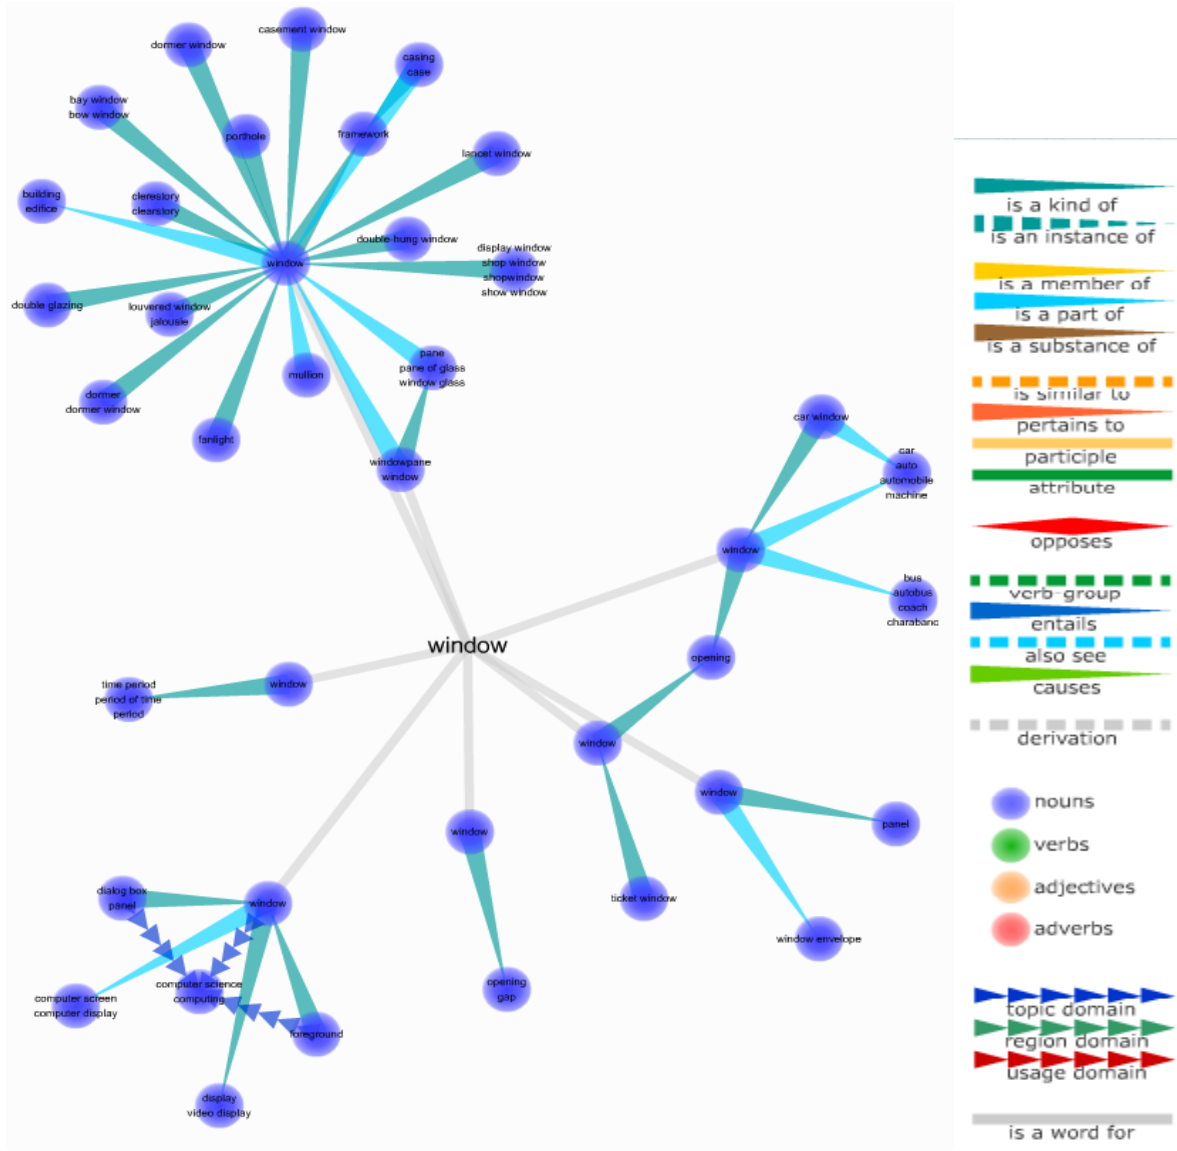 casement window
dormer window
casing
case
bay window
bow window
porthole
framework
lancet window
building
edifice
clerestory
clearstory
double-hung window
display window
shop window
shopwindow
show window
window
double glazing
louvered window
jalousie
pane
pane of glass
window glass
mullion
dormer
dormer window
fanlight
windowpane
window
car window
car
auto
automobile
machine
window
bus
autobus
coach
charabanc
window
opening
time period
period of time
period
window
window
window
panel
window
ticket window
window envelope
dialog box
panel
window
computer science
computing
computer screen
computer display
opening
gap
foreground
display
video display
is a kind of
is an instance of
is a member of
is a part of
is a substance of
is similar to
pertains to
participle
attribute
opposes
verb-group
entails
also see
causes
derivation
nouns
verbs
adjectives
adverbs
topic domain
region domain
usage domain
is a word for